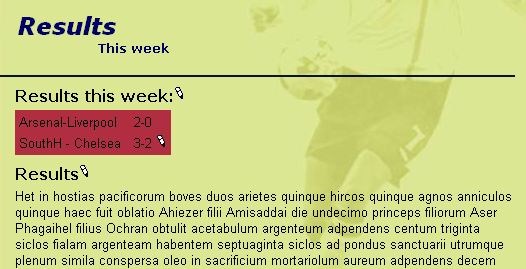 Results
This week
Results this week:
Arsenal-Liverpool 2-0
SouthH - Chelsea 3-2
Results
Het in hostias pacificorum boves duos arietes quinque hircos quinque agnos anniculos
quinque haec fuit oblatio Ahiezer filii Amisaddai die undecimo princeps filiorum Aser
Phagaihel filius Ochran obtulit acetabulum argenteum adpendens centum triginta
siclos fialam argenteam habentem septuaginta siclos ad pondus sanctuarii utrumque
plenum simila conspersa oleo in sacrificium mortariolum aureum adpendens decem